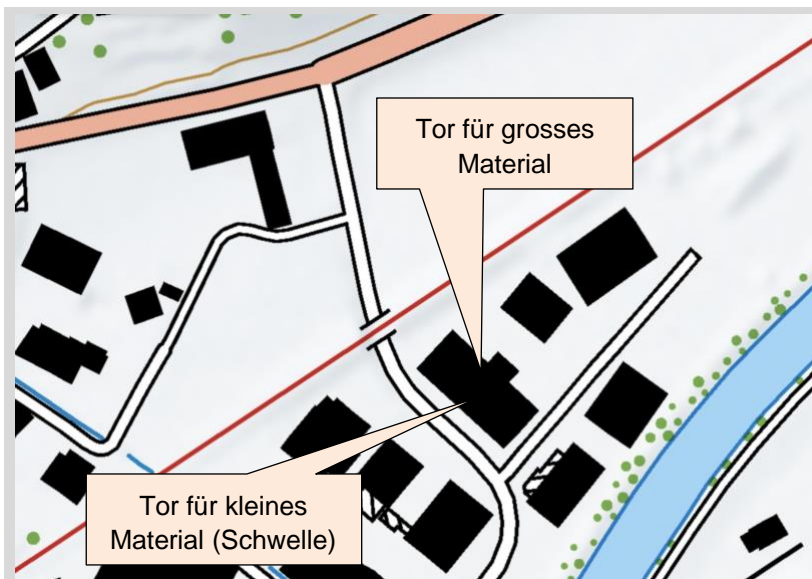 Tor für grosses
Material
Tor für kleines
Material (Schwelle)